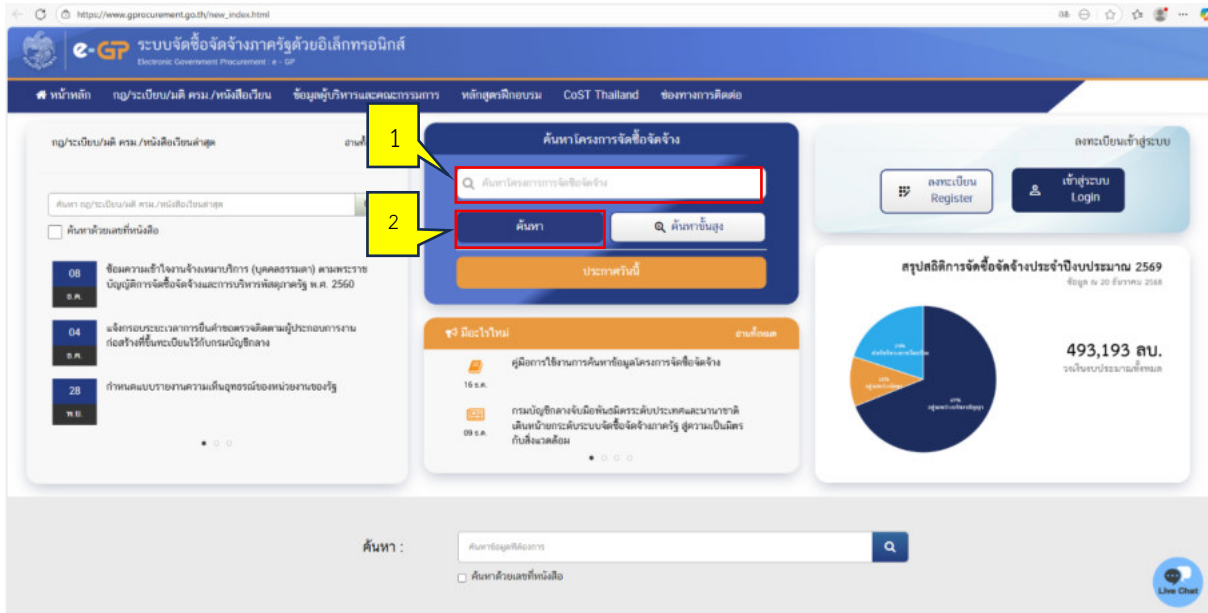 https://www.gprocurement.go.th/new_index.html
e-GP ระบบจัดซื้อจัดจ้างภาครัฐด้วยอิเล็กทรอนิกส์
Electronic Government Procurement : e - GP
หน้าหลัก กฎ/ระเบียบ/มติ ครม./หนังสือเวียน ข้อมูลผู้บริหารและคณะกรรมการ หลักสูตรฝึกอบรม CoST Thailand ช่องทางการติดต่อ
กฎ/ระเบียบ/มติ ครม./หนังสือเวียนล่าสุด
ค้นหา กฎ/ระเบียบ/มติ ครม./หนังสือเวียนล่าสุด
ค้นหาด้วยเลขที่หนังสือ
08 ธ.ค.
ซ้อมความเข้าใจงานจ้างเหมาบริการ (บุคคลธรรมดา) ตามพระราช
บัญญัติการจัดซื้อจัดจ้างและการบริหารพัสดุภาครัฐ พ.ศ. 2560
04 ธ.ค.
แจ้งกรอบระยะเวลาการยื่นคำขอตรวจติดตามผู้ประกอบการงาน
ก่อสร้างที่ขึ้นทะเบียนไว้กับกรมบัญชีกลาง
28 พ.ย.
กำหนดแบบรายงานความเห็นอุทธรณ์ของหน่วยงานของรัฐ
1
2
ค้นหาโครงการจัดซื้อจัดจ้าง
ค้นหาโครงการการจัดซื้อจัดจ้าง
ค้นหา
ค้นหาขั้นสูง
ประกาศวันนี้
มีอะไรใหม่ อ่านทั้งหมด
16 ธ.ค.
คู่มือการใช้งานการค้นหาข้อมูลโครงการจัดซื้อจัดจ้าง
09 ธ.ค.
กรมบัญชีกลางจับมือพันธมิตรระดับประเทศและนานาชาติ
เดินหน้ายกระดับระบบจัดซื้อจัดจ้างภาครัฐ สู่ความเป็นมิตร
กับสิ่งแวดล้อม
ลงทะเบียนเข้าสู่ระบบ
ลงทะเบียน
Register
เข้าสู่ระบบ
Login
สรุปสถิติการจัดซื้อจัดจ้างประจำปีงบประมาณ 2569
ข้อมูล ณ 20 ธันวาคม 2568
493,193 ลบ.
วงเงินงบประมาณทั้งหมด
ค้นหา :
ค้นหาข้อมูลที่ต้องการ
ค้นหาด้วยเลขที่หนังสือ
Live Chat